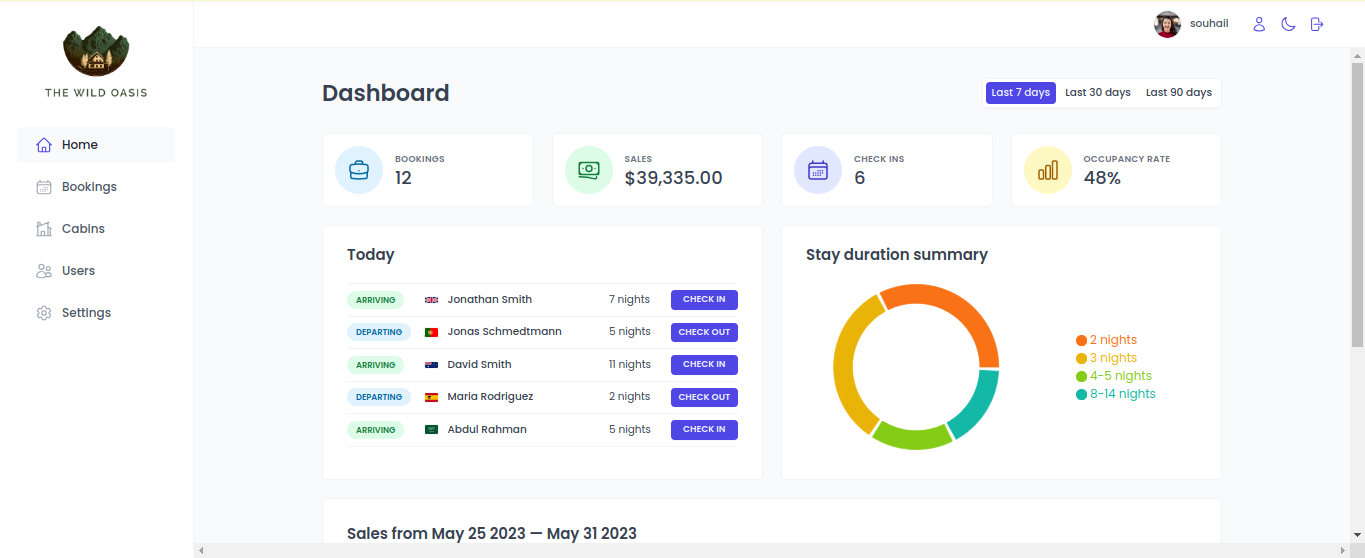 souhail
THE WILD OASIS
Home
Bookings
Cabins
Users
Settings
Dashboard
Last 7 days Last 30 days Last 90 days
BOOKINGS
12
SALES
$39,335.00
CHECK INS
6
OCCUPANCY RATE
48%
Today
ARRIVING Jonathan Smith 7 nights CHECK IN
DEPARTING Jonas Schmedtmann 5 nights CHECK OUT
ARRIVING David Smith 11 nights CHECK IN
DEPARTING Maria Rodriguez 2 nights CHECK OUT
ARRIVING Abdul Rahman 5 nights CHECK IN
Stay duration summary
2 nights
3 nights
4-5 nights
8-14 nights
Sales from May 25 2023 — May 31 2023